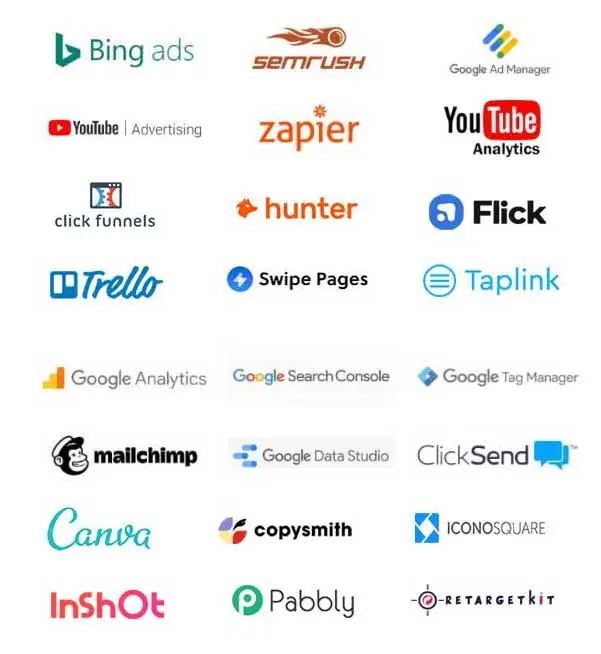 Bing ads
SEMRUSH
Google Ad Manager
YouTube | Advertising
zapier
YouTube
Analytics
click funnels
hunter
Flick
Trello
Swipe Pages
Taplink
Google Analytics
Google Search Console
Google Tag Manager
mailchimp
Google Data Studio
ClickSend™
Canva
copysmith
ICONOSQUARE
InShOt
Pabbly
RETARGETKiT